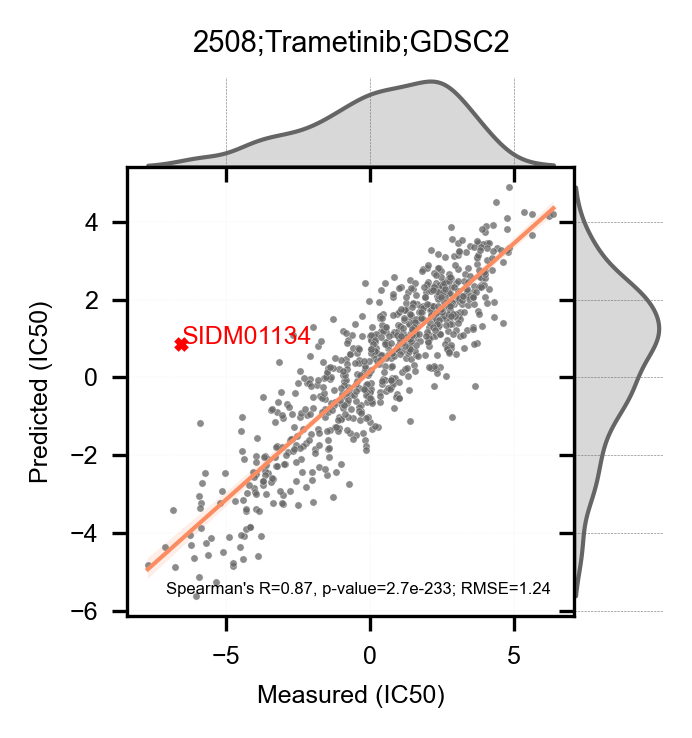 2508;Trametinib;GDSC2
4
2
0
−2
−4
−6
Predicted (IC50)
SIDM01134
Spearman's R=0.87, p-value=2.7e-233; RMSE=1.24
−5 0 5
Measured (IC50)